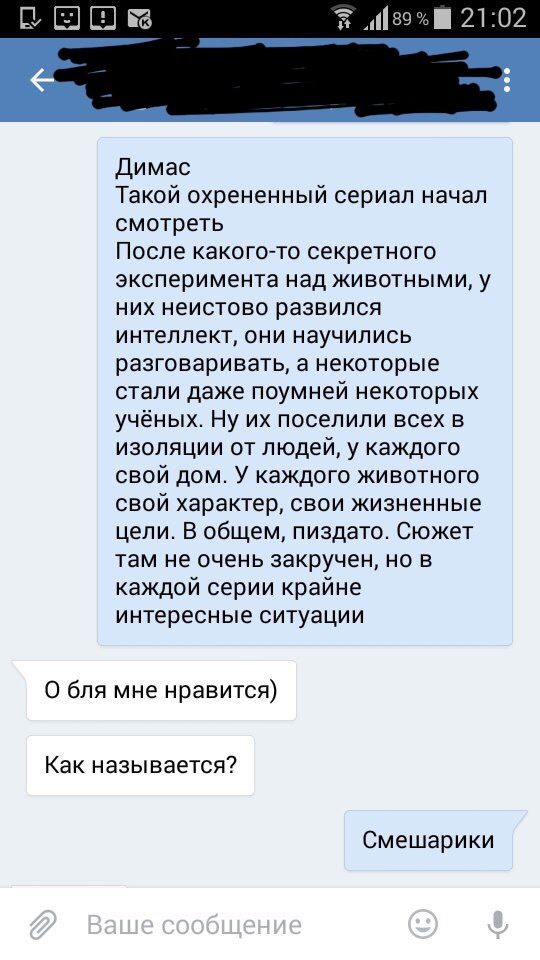 89 % 21:02
Димас
Такой охрененный сериал начал
смотреть
После какого-то секретного
эксперимента над животными, у
них неистово развился
интеллект, они научились
разговаривать, а некоторые
стали даже поумней некоторых
учёных. Ну их поселили всех в
изоляции от людей, у каждого
свой дом. У каждого животного
свой характер, свои жизненные
цели. В общем, пиздато. Сюжет
там не очень закручен, но в
каждой серии крайне
интересные ситуации
О бля мне нравится)
Как называется?
Смешарики
Ваше сообщение